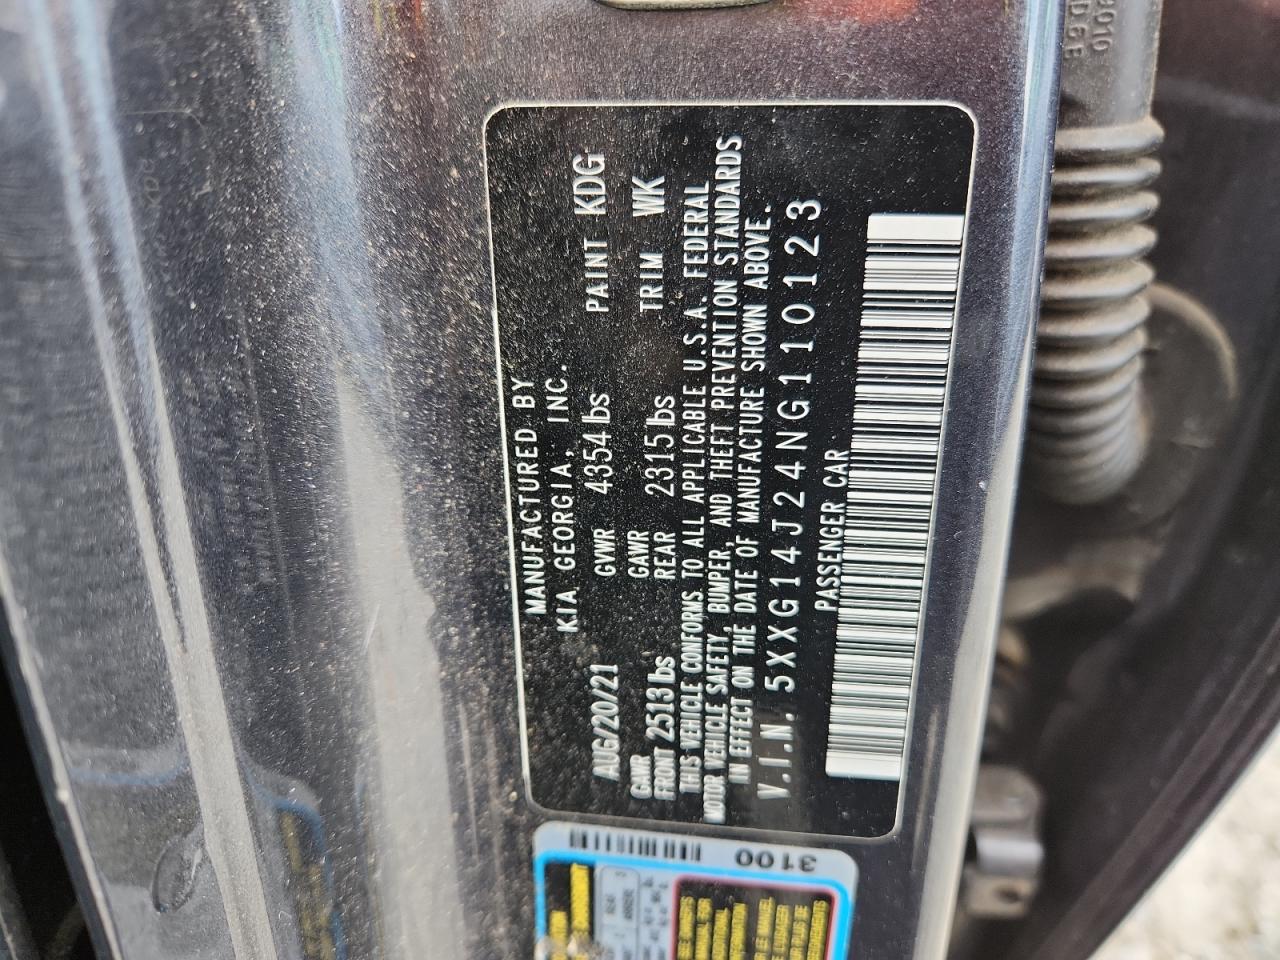 MANUFACTURED BY
KIA GEORGIA, INC.
AUG/20/21 GVWR 4354lbs PAINT KDG
GAWR FRONT 2513lbs GAWR REAR 2315lbs TRIM WK
THIS VEHICLE CONFORMS TO ALL APPLICABLE U.S.A. FEDERAL
MOTOR VEHICLE SAFETY, BUMPER, AND THEFT PREVENTION STANDARDS
IN EFFECT ON THE DATE OF MANUFACTURE SHOWN ABOVE.
V.I.N. 5XXG14J24NG110123
PASSENGER CAR
3100